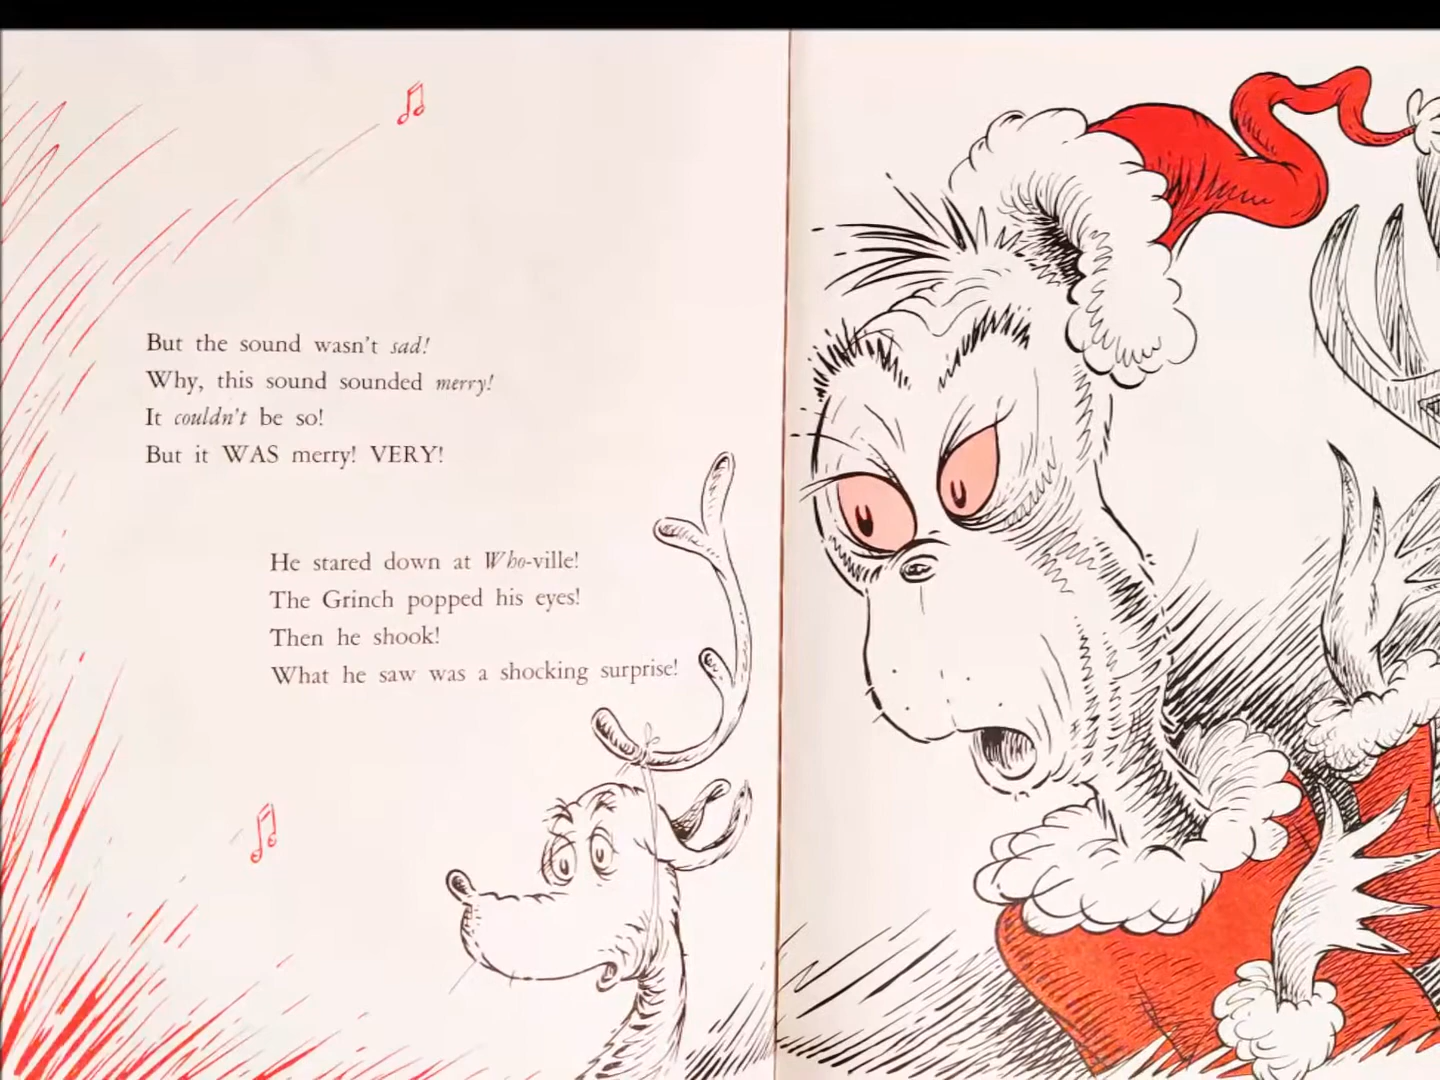 But the sound wasn't sad!
Why, this sound sounded merry!
It couldn't be so!
But it WAS merry! VERY!
He stared down at Who-ville!
The Grinch popped his eyes!
Then he shook!
What he saw was a shocking surprise!